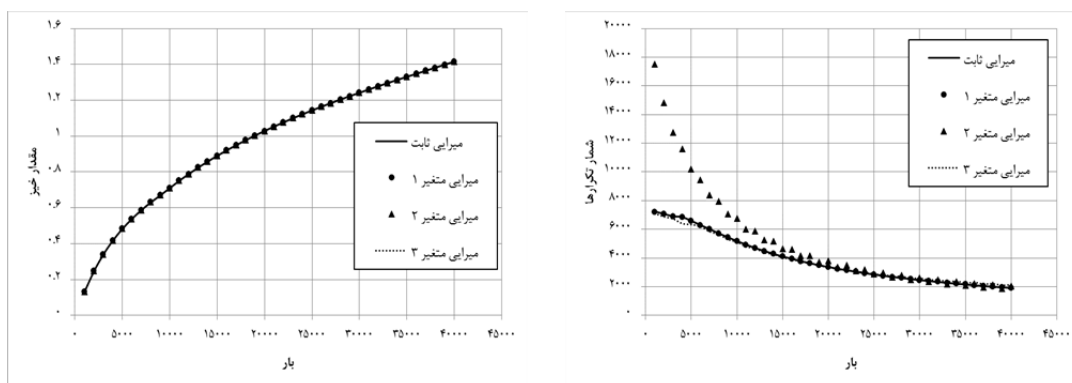 ۱.۶
۱.۴
۱.۲
۱
۰.۸
۰.۶
۰.۴
۰.۲
۰
۰ ۵۰۰۰ ۱۰۰۰۰ ۱۵۰۰۰ ۲۰۰۰۰ ۲۵۰۰۰ ۳۰۰۰۰ ۳۵۰۰۰ ۴۰۰۰۰ ۴۵۰۰۰
بار
مقدار خیز
میرایی ثابت
میرایی متغیر ۱
میرایی متغیر ۲
میرایی متغیر ۳
۲۰۰۰۰
۱۸۰۰۰
۱۶۰۰۰
۱۴۰۰۰
۱۲۰۰۰
۱۰۰۰۰
۸۰۰۰
۶۰۰۰
۴۰۰۰
۲۰۰۰
۰
۰ ۵۰۰۰ ۱۰۰۰۰ ۱۵۰۰۰ ۲۰۰۰۰ ۲۵۰۰۰ ۳۰۰۰۰ ۳۵۰۰۰ ۴۰۰۰۰ ۴۵۰۰۰
بار
شمار تکرارها
میرایی ثابت
میرایی متغیر ۱
میرایی متغیر ۲
میرایی متغیر ۳